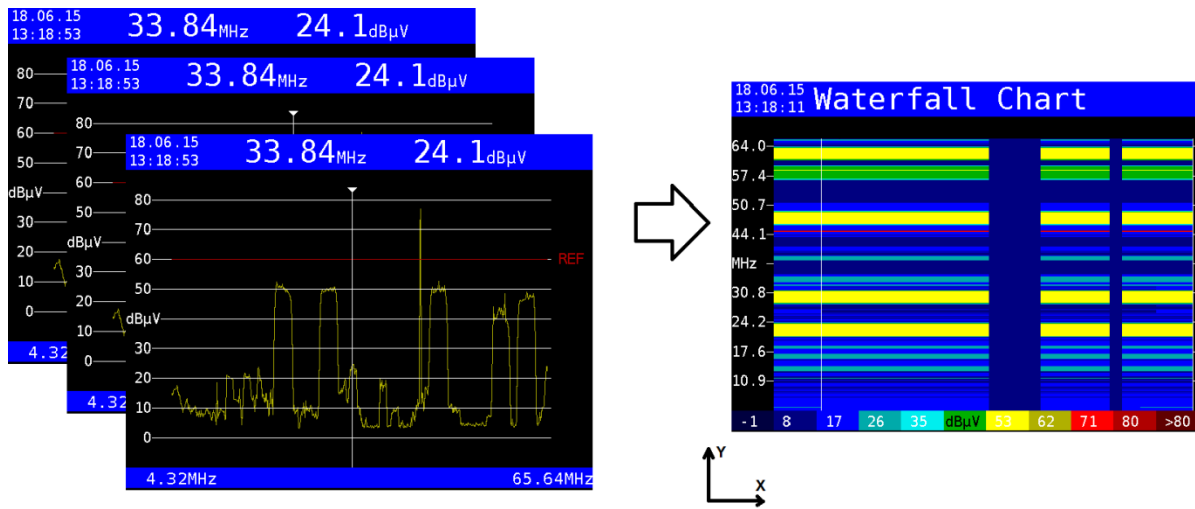 18.06.15
13:18:53 33.84MHz 24.1dBµV
80
70
60
50
dBµV
30
20
10
0
4.32
18.06.15
13:18:53 33.84MHz 24.1dBµV
80
70
60
50
dBµV
30
20
10
0
4.32
18.06.15
13:18:53 33.84MHz 24.1dBµV
80
70
60 REF
50
dBµV
30
20
10
0
4.32MHz 65.64MHz
18.06.15
13:18:11 Waterfall Chart
64.0
57.4
50.7
44.1
MHz
30.8
24.2
17.6
10.9
-1 8 17 26 35 dBµV 53 62 71 80 >80
Y
X